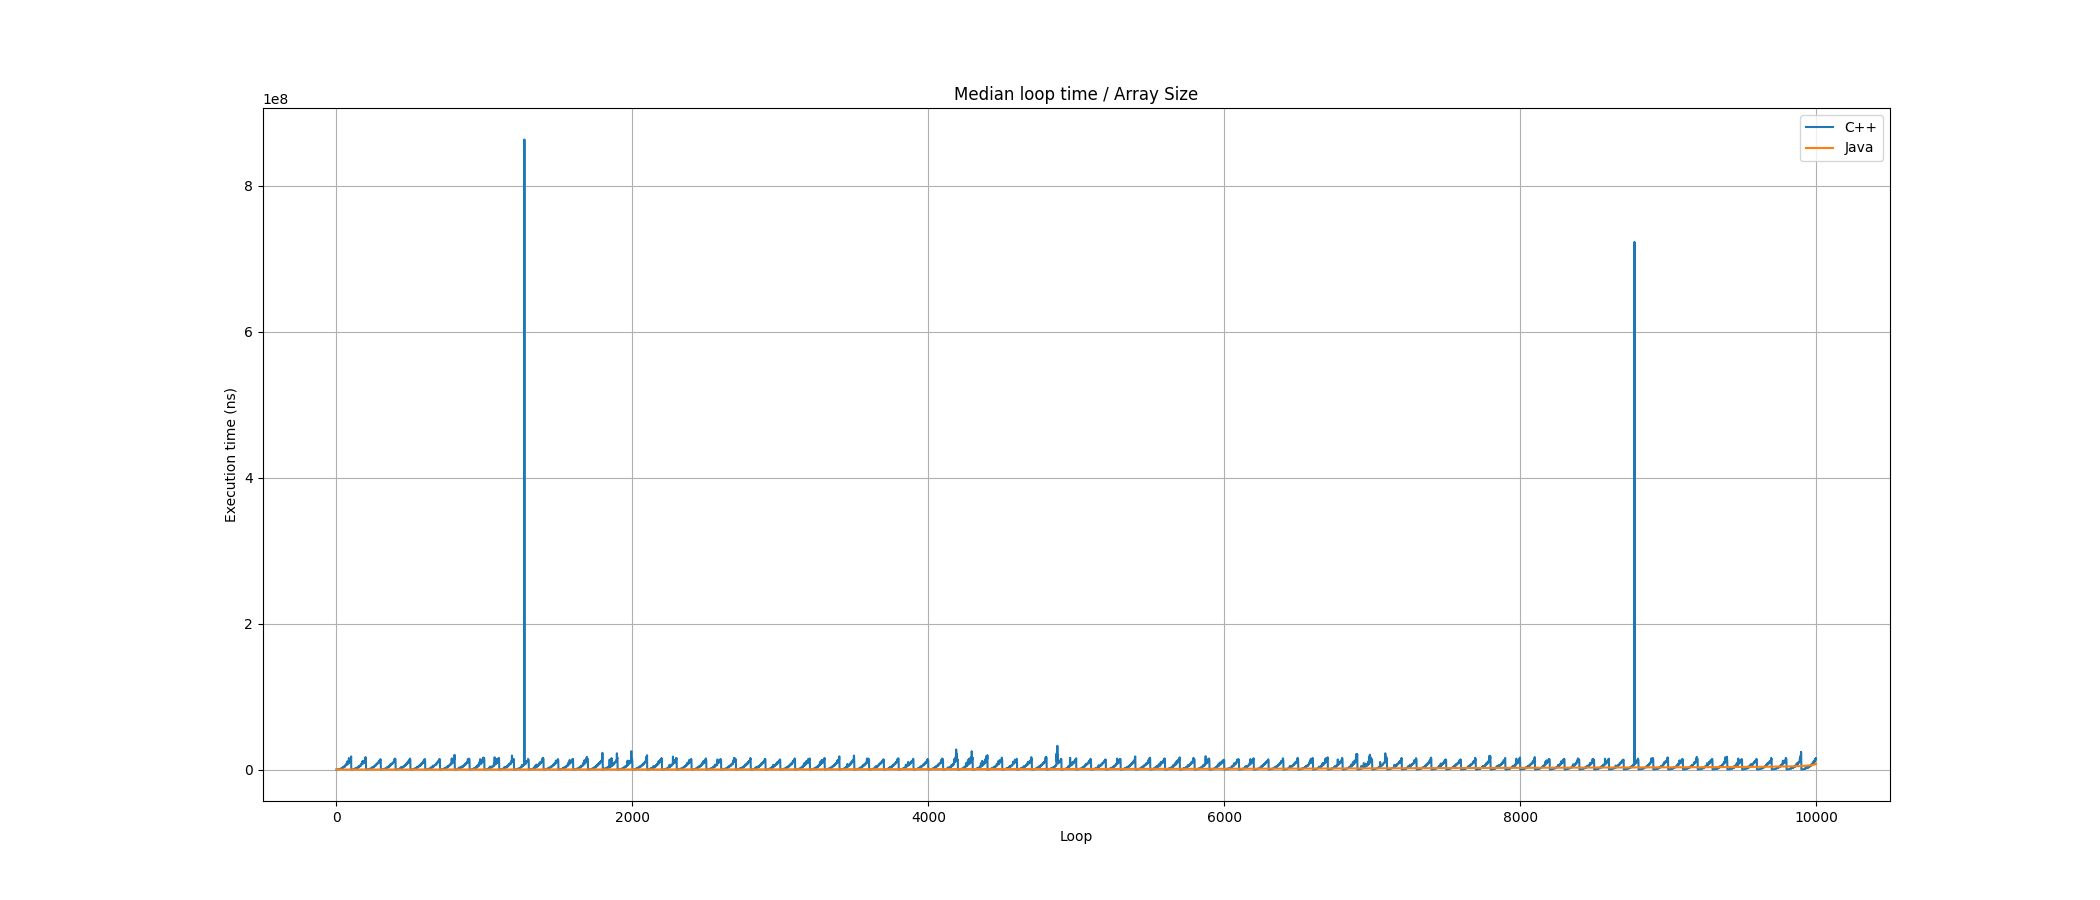 Median loop time / Array Size
1e8
C++
Java
8
6
4
2
0
Execution time (ns)
0 2000 4000 6000 8000 10000
Loop